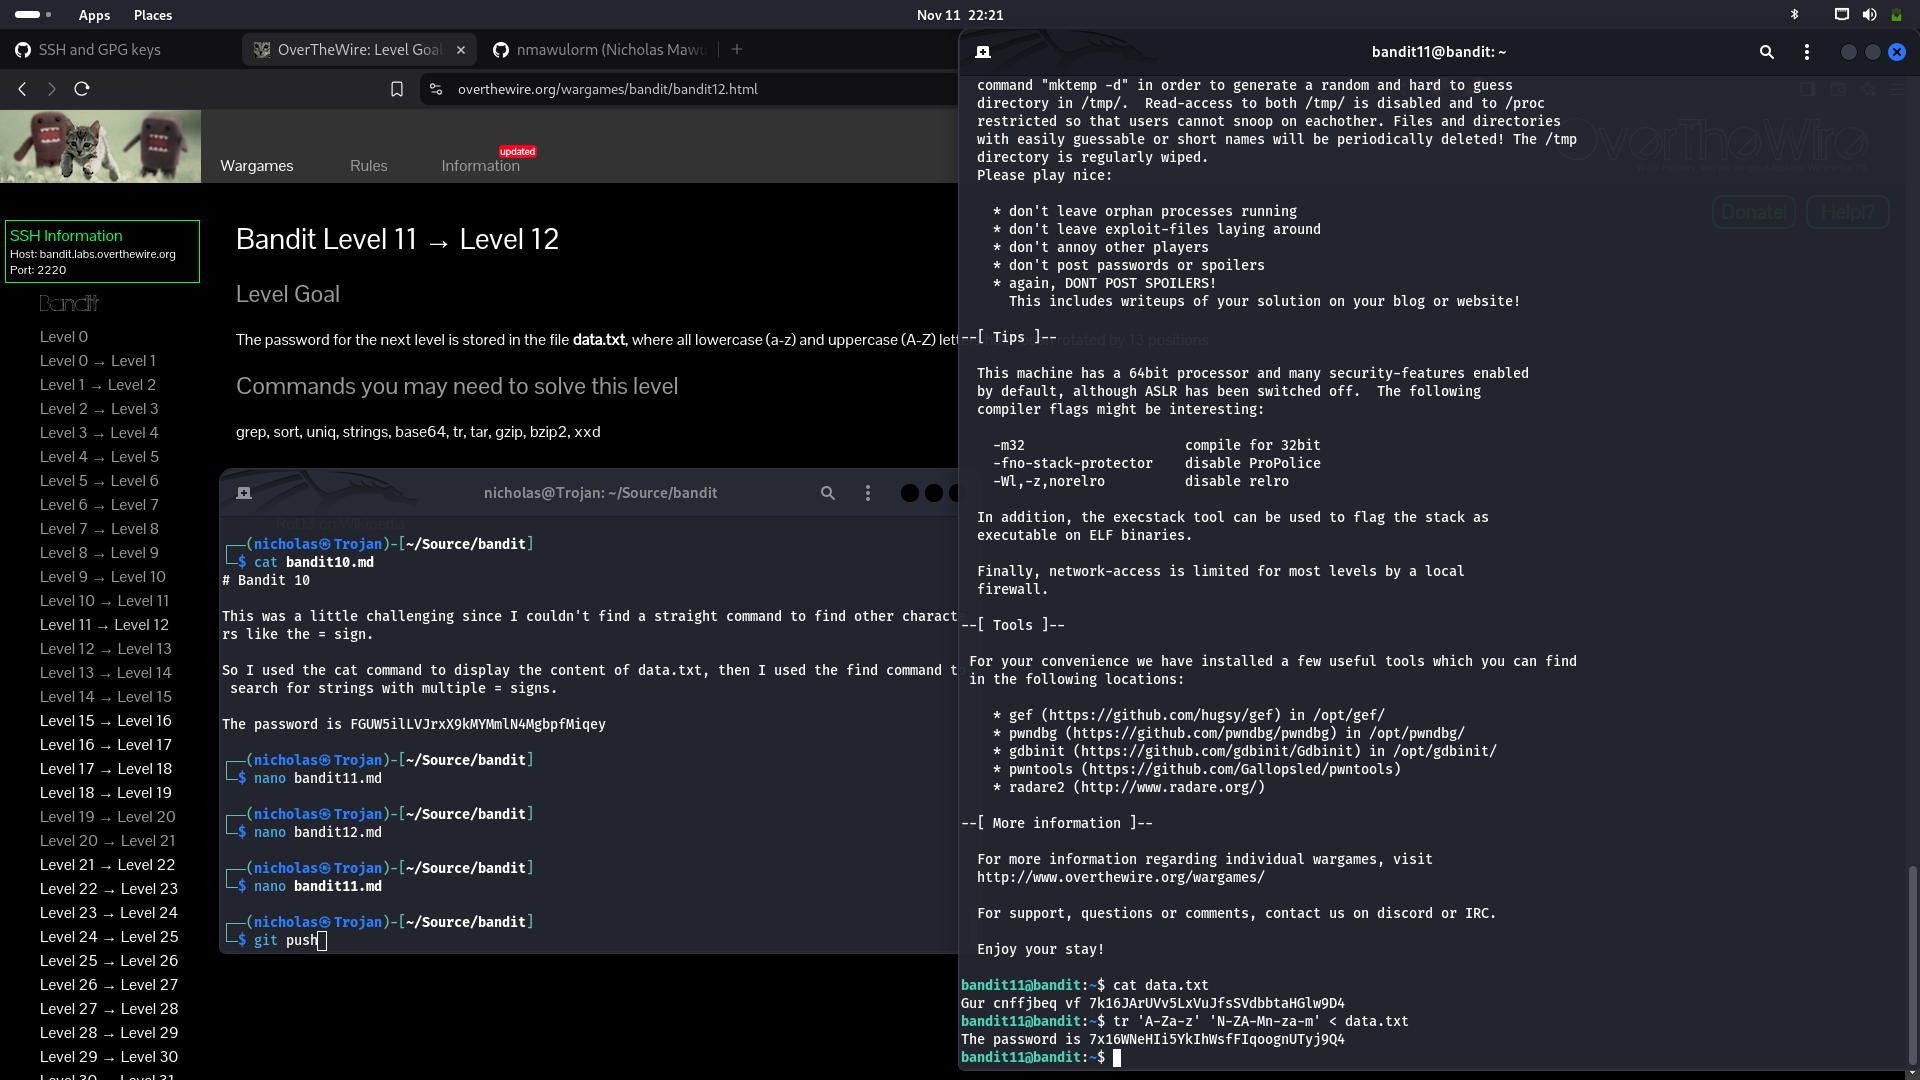 Apps Places
Nov 11 22:21
SSH and GPG keys
OverTheWire: Level Goal
nmawulorm (Nicholas Mawu
overthewire.org/wargames/bandit/bandit12.html
Wargames
Rules
Information
updated
OverTheWire
Donate!
Help!?
SSH Information
Host: bandit.labs.overthewire.org
Port: 2220
Bandit
Level 0
Level 0 → Level 1
Level 1 → Level 2
Level 2 → Level 3
Level 3 → Level 4
Level 4 → Level 5
Level 5 → Level 6
Level 6 → Level 7
Level 7 → Level 8
Level 8 → Level 9
Level 9 → Level 10
Level 10 → Level 11
Level 11 → Level 12
Level 12 → Level 13
Level 13 → Level 14
Level 14 → Level 15
Level 15 → Level 16
Level 16 → Level 17
Level 17 → Level 18
Level 18 → Level 19
Level 19 → Level 20
Level 20 → Level 21
Level 21 → Level 22
Level 22 → Level 23
Level 23 → Level 24
Level 24 → Level 25
Level 25 → Level 26
Level 26 → Level 27
Level 27 → Level 28
Level 28 → Level 29
Level 29 → Level 30
Level 30 → Level 31
Bandit Level 11 → Level 12
Level Goal
The password for the next level is stored in the file data.txt, where all lowercase (a-z) and uppercase (A-Z) lett rotated by 13 positions
Commands you may need to solve this level
grep, sort, uniq, strings, base64, tr, tar, gzip, bzip2, xxd
Rot13 on Wikipedia
nicholas@Trojan: ~/Source/bandit
(nicholas㉿Trojan)-[~/Source/bandit]
$ cat bandit10.md
# Bandit 10
This was a little challenging since I couldn't find a straight command to find other charact
rs like the = sign.
So I used the cat command to display the content of data.txt, then I used the find command to
search for strings with multiple = signs.
The password is FGUW5ilLVJrxX9kMYMmlN4MgbpfMiqey
(nicholas㉿Trojan)-[~/Source/bandit]
$ nano bandit11.md
(nicholas㉿Trojan)-[~/Source/bandit]
$ nano bandit12.md
(nicholas㉿Trojan)-[~/Source/bandit]
$ nano bandit11.md
(nicholas㉿Trojan)-[~/Source/bandit]
$ git push
bandit11@bandit: ~
command "mktemp -d" in order to generate a random and hard to guess
directory in /tmp/.  Read-access to both /tmp/ is disabled and to /proc
restricted so that users cannot snoop on eachother. Files and directories
with easily guessable or short names will be periodically deleted! The /tmp
directory is regularly wiped.
Please play nice:
* don't leave orphan processes running
* don't leave exploit-files laying around
* don't annoy other players
* don't post passwords or spoilers
* again, DONT POST SPOILERS!
This includes writeups of your solution on your blog or website!
--[ Tips ]--
This machine has a 64bit processor and many security-features enabled
by default, although ASLR has been switched off.  The following
compiler flags might be interesting:
-m32 compile for 32bit
-fno-stack-protector disable ProPolice
-Wl,-z,norelro disable relro
In addition, the execstack tool can be used to flag the stack as
executable on ELF binaries.
Finally, network-access is limited for most levels by a local
firewall.
--[ Tools ]--
For your convenience we have installed a few useful tools which you can find
in the following locations:
* gef (https://github.com/hugsy/gef) in /opt/gef/
* pwndbg (https://github.com/pwndbg/pwndbg) in /opt/pwndbg/
* gdbinit (https://github.com/gdbinit/Gdbinit) in /opt/gdbinit/
* pwntools (https://github.com/Gallopsled/pwntools)
* radare2 (http://www.radare.org/)
--[ More information ]--
For more information regarding individual wargames, visit
http://www.overthewire.org/wargames/
For support, questions or comments, contact us on discord or IRC.
Enjoy your stay!
bandit11@bandit:~$ cat data.txt
Gur cnffjbeq vf 7k16JArUVv5LxVuJfsSVdbbtaHGlw9D4
bandit11@bandit:~$ tr 'A-Za-z' 'N-ZA-Mn-za-m' < data.txt
The password is 7x16WNeHIi5YkIhWsfFIqoognUTyj9Q4
bandit11@bandit:~$